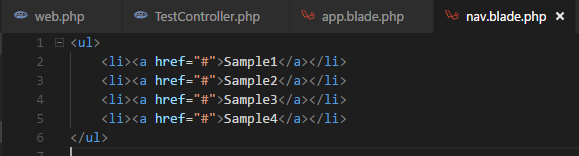 web.php TestController.php app.blade.php nav.blade.php ×
1 <ul>
2 <li><a href="#">Sample1</a></li>
3 <li><a href="#">Sample2</a></li>
4 <li><a href="#">Sample3</a></li>
5 <li><a href="#">Sample4</a></li>
6 </ul>
7